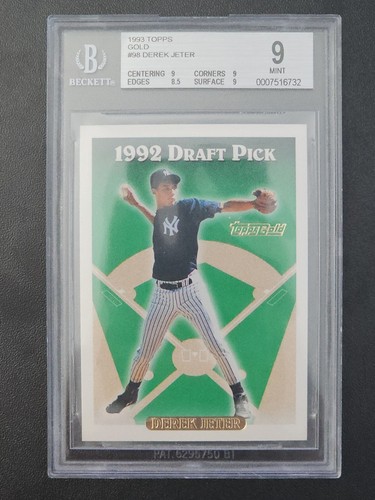 B
BECKETT
1993 TOPPS
GOLD
#98 DEREK JETER
CENTERING 9 CORNERS 9
EDGES 8.5 SURFACE 9
9
MINT
0007516732
1992 DRAFT PICK
NY
Topps Gold
DEREK JETER
PAT. 6295750 B1